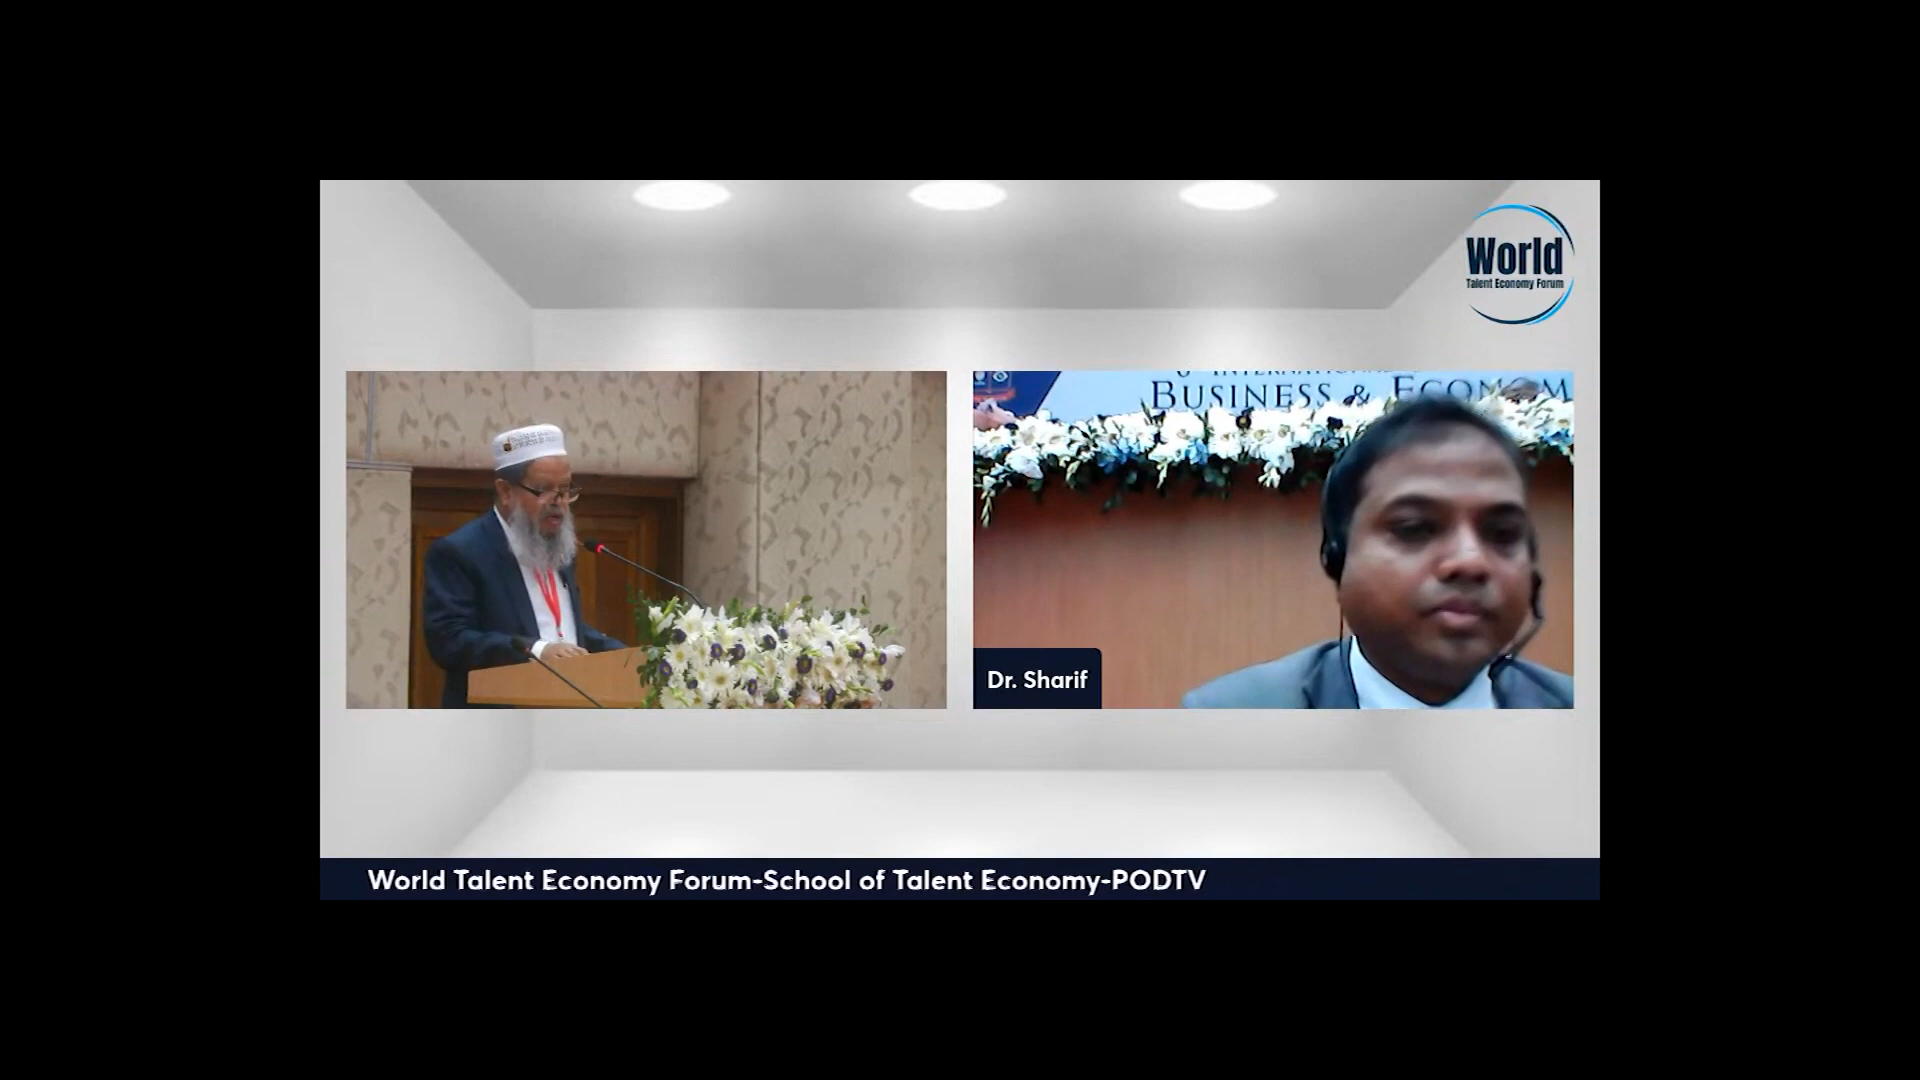 World
Talent Economy Forum
BUSINESS & ECONOM
Dr. Sharif
World Talent Economy Forum-School of Talent Economy-PODTV